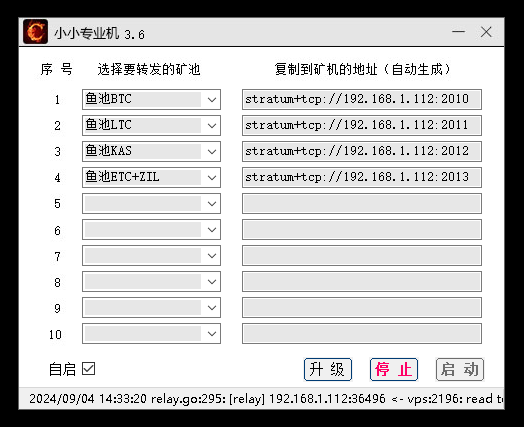 小小专业机 3.6
序 号 选择要转发的矿池 复制到矿机的地址（自动生成）
1 鱼池BTC stratum+tcp://192.168.1.112:2010
2 鱼池LTC stratum+tcp://192.168.1.112:2011
3 鱼池KAS stratum+tcp://192.168.1.112:2012
4 鱼池ETC+ZIL stratum+tcp://192.168.1.112:2013
5
6
7
8
9
10
自启 升 级 停 止 启 动
2024/09/04 14:33:20 relay.go:295: [relay] 192.168.1.112:36496 <- vps:2196: read t